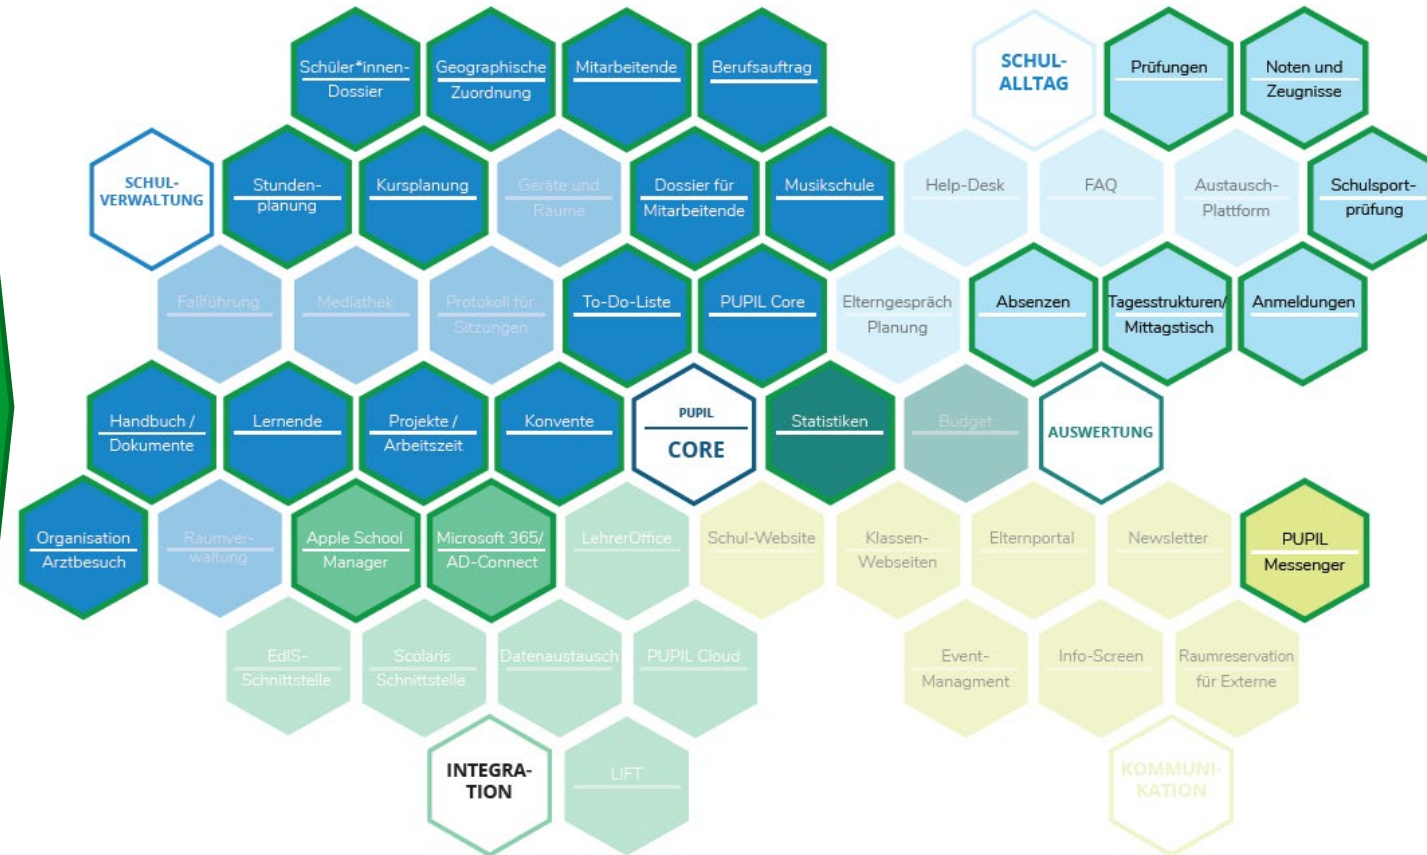 Schüler*innen-
Dossier
Geographische
Zuordnung
Mitarbeitende
Berufsauftrag
SCHUL-
ALLTAG
Prüfungen
Noten und
Zeugnisse
SCHUL-
VERWALTUNG
Stunden-
planung
Kursplanung
Geräte und
Räume
Dossier für
Mitarbeitende
Musikschule
Help-Desk
FAQ
Austausch-
Plattform
Schulsport-
prüfung
Fallführung
Mediathek
Protokoll für
Sitzungen
To-Do-Liste
PUPIL Core
Elterngespräch
Planung
Absenzen
Tagesstrukturen/
Mittagstisch
Anmeldungen
Handbuch /
Dokumente
Lernende
Projekte /
Arbeitszeit
Konvente
PUPIL
CORE
Statistiken
Budget
AUSWERTUNG
Organisation
Arztbesuch
Raumver-
waltung
Apple School
Manager
Microsoft 365/
AD-Connect
LehrerOffice
Schul-Website
Klassen-
Webseiten
Elternportal
Newsletter
PUPIL
Messenger
EdIS-
Schnittstelle
Scolaris
Schnittstelle
Datenaustausch
PUPIL Cloud
Event-
Managment
Info-Screen
Raumreservation
für Externe
INTEGRA-
TION
LIFT
KOMMUNI-
KATION